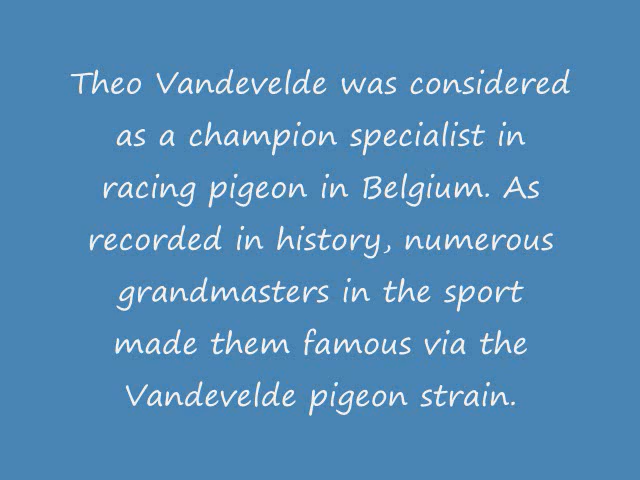 Theo Vandevelde was considered
as a champion specialist in
racing pigeon in Belgium. As
recorded in history, numerous
grandmasters in the sport
made them famous via the
Vandevelde pigeon strain.